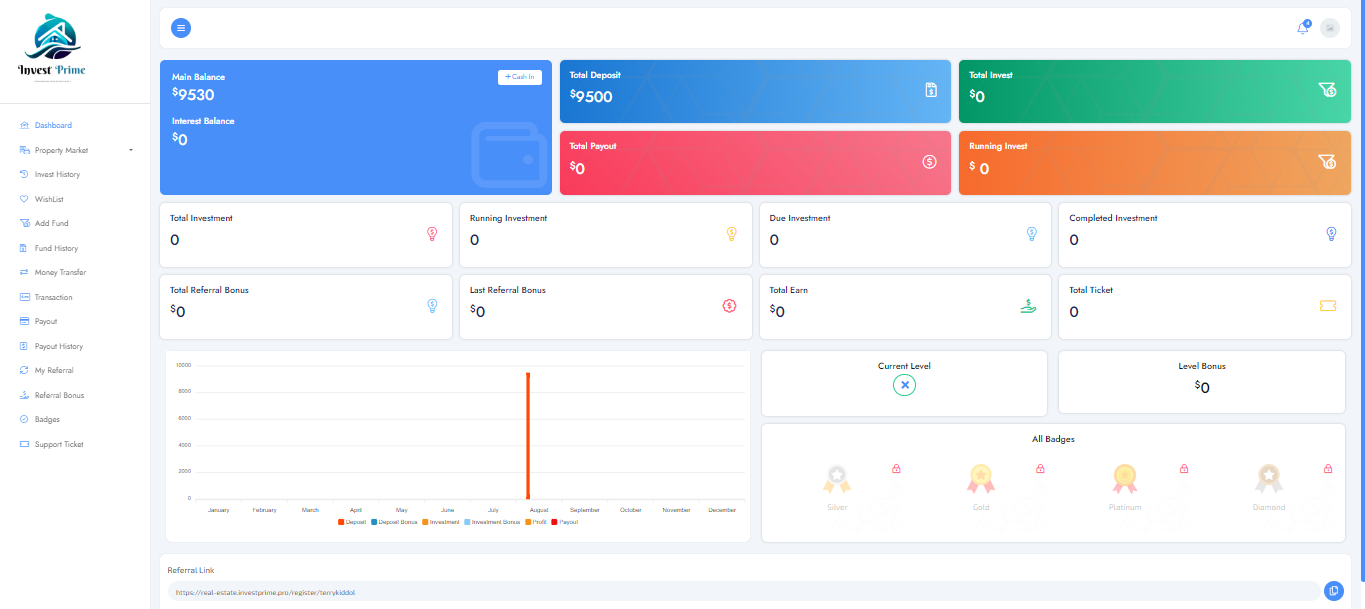 Invest Prime
Dashboard
Property Market
Invest History
WishList
Add Fund
Fund History
Money Transfer
Transaction
Payout
Payout History
My Referral
Referral Bonus
Badges
Support Ticket
4
Main Balance
+ Cash In
$9530
Interest Balance
$0
Total Deposit
$9500
Total Invest
$0
Total Payout
$0
Running Invest
$ 0
Total Investment
0
Running Investment
0
Due Investment
0
Completed Investment
0
Total Referral Bonus
$0
Last Referral Bonus
$0
Total Earn
$0
Total Ticket
0
10000
8000
6000
4000
2000
0
January February March April May June July August September October November December
Deposit Deposit Bonus Investment Investment Bonus Profit Payout
Current Level
Level Bonus
$0
All Badges
Silver Gold Platinum Diamond
Referral Link
https://real-estate.investprime.pro/register/terrykiddol